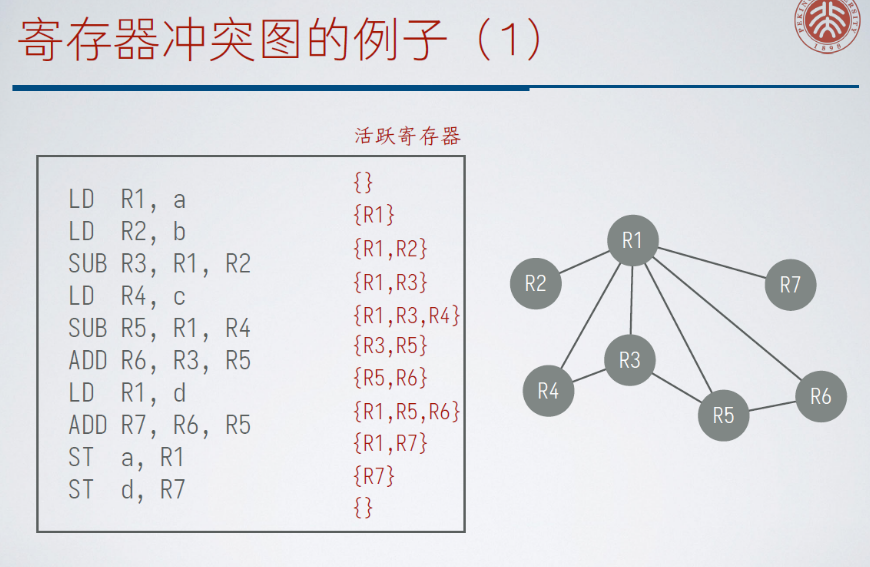 寄存器冲突图的例子（1）
活跃寄存器
LD R1, a
LD R2, b
SUB R3, R1, R2
LD R4, c
SUB R5, R1, R4
ADD R6, R3, R5
LD R1, d
ADD R7, R6, R5
ST a, R1
ST d, R7
{}
{R1}
{R1,R2}
{R1,R3}
{R1,R3,R4}
{R3,R5}
{R5,R6}
{R1,R5,R6}
{R1,R7}
{R7}
{}
R1
R2
R7
R3
R4
R6
R5
1898